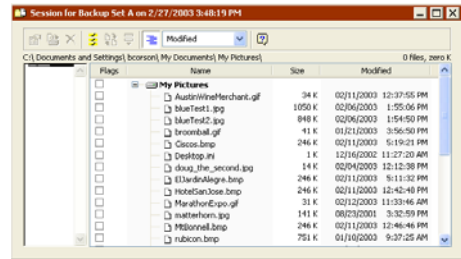 Session for Backup Set A on 2/27/2003 3:48:19 PM
Modified
C:\Documents and Settings\bcorson\My Documents\My Pictures\ 0 files, zero K
Flags Name Size Modified
My Pictures
AustinWineMerchant.gif 34 K 02/11/2003 12:37:55 PM
blueTest1.jpg 1050 K 02/06/2003 1:55:06 PM
blueTest2.jpg 848 K 02/06/2003 1:54:50 PM
broomball.gif 41 K 01/21/2003 3:56:50 PM
Ciscos.bmp 246 K 02/11/2003 5:19:21 PM
Desktop.ini 1 K 12/16/2002 11:27:20 AM
doug_the_second.jpg 14 K 02/04/2003 12:12:38 PM
ElJardinAlegre.bmp 246 K 02/11/2003 5:11:32 PM
HotelSanJose.bmp 246 K 02/11/2003 12:42:48 PM
MarathonExpo.gif 31 K 02/12/2003 11:33:46 AM
matterhorn.jpg 141 K 08/23/2001 3:32:59 PM
MtBonnell.bmp 246 K 02/11/2003 12:46:46 PM
rubicon.bmp 751 K 01/10/2003 9:37:25 AM